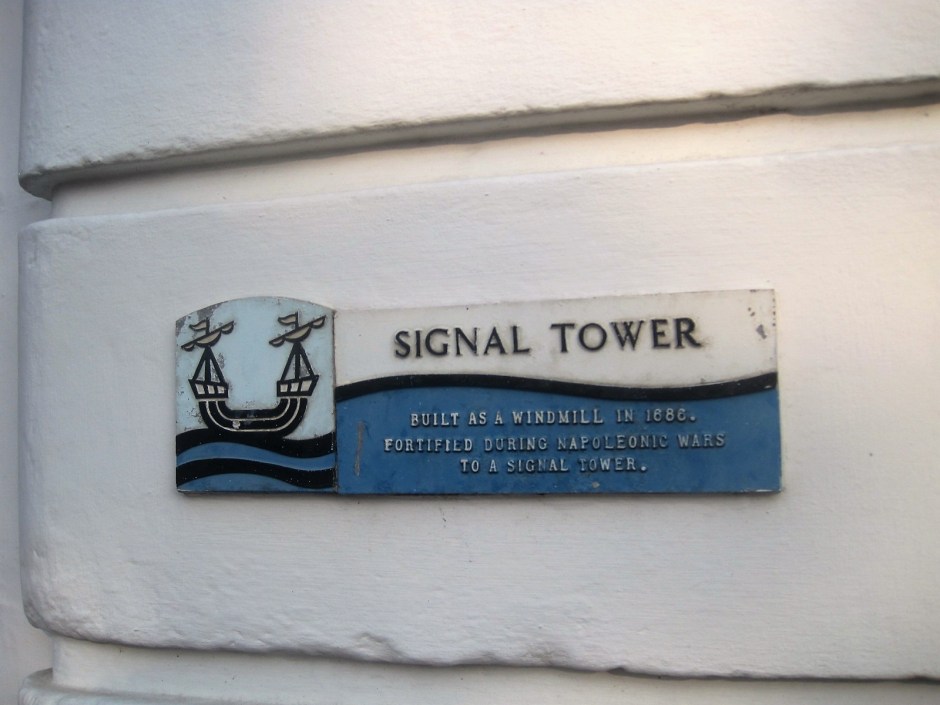 SIGNAL TOWER
BUILT AS A WINDMILL IN 1686.
FORTIFIED DURING NAPOLEONIC WARS
TO A SIGNAL TOWER.